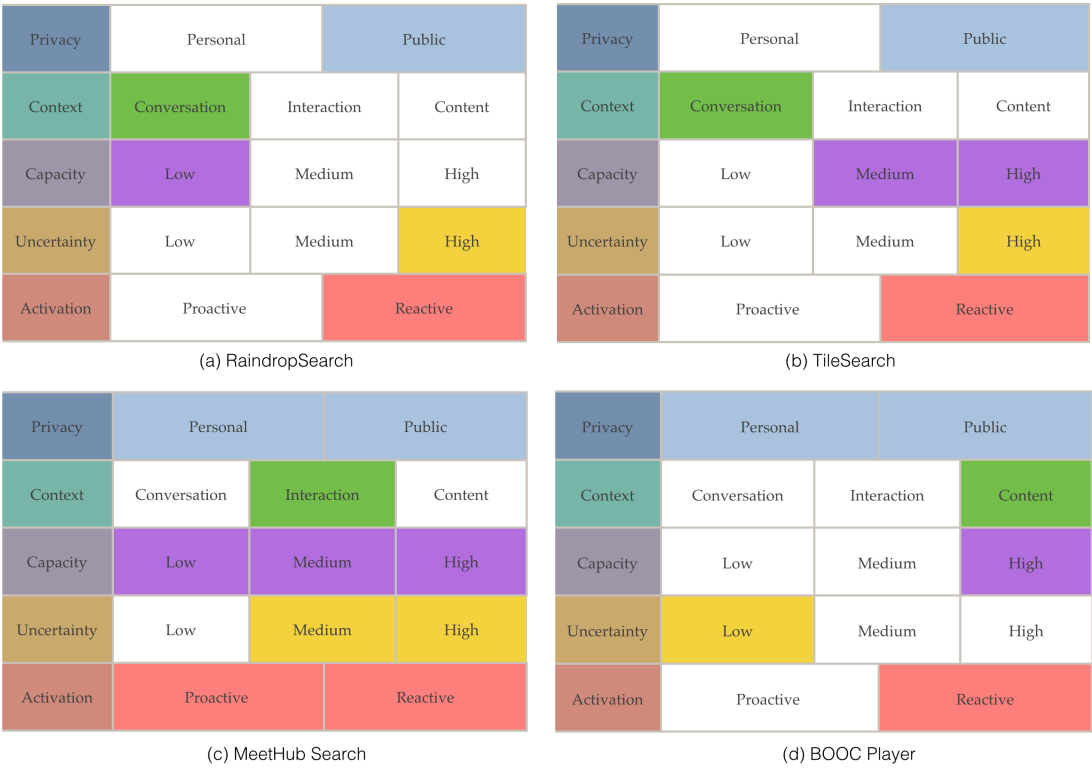 Privacy Personal Public
Context Conversation Interaction Content
Capacity Low Medium High
Uncertainty Low Medium High
Activation Proactive Reactive
(a) RaindropSearch
Privacy Personal Public
Context Conversation Interaction Content
Capacity Low Medium High
Uncertainty Low Medium High
Activation Proactive Reactive
(b) TileSearch
Privacy Personal Public
Context Conversation Interaction Content
Capacity Low Medium High
Uncertainty Low Medium High
Activation Proactive Reactive
(c) MeetHub Search
Privacy Personal Public
Context Conversation Interaction Content
Capacity Low Medium High
Uncertainty Low Medium High
Activation Proactive Reactive
(d) BOOC Player